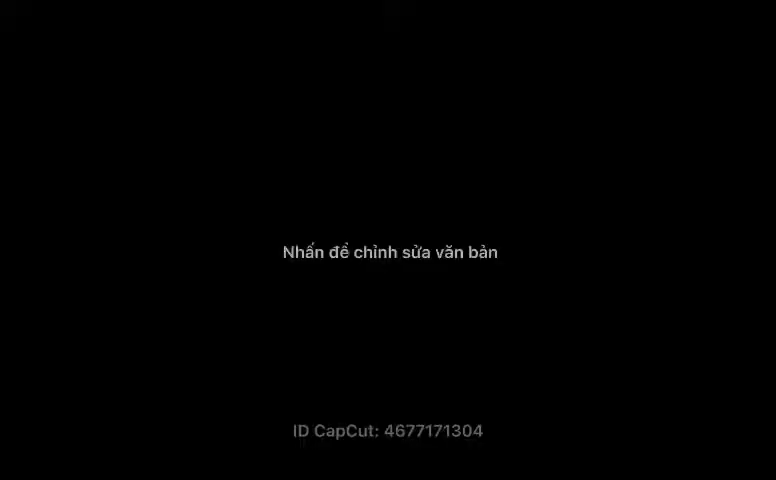 Nhấn để chỉnh sửa văn bản
ID CapCut: 4677171304